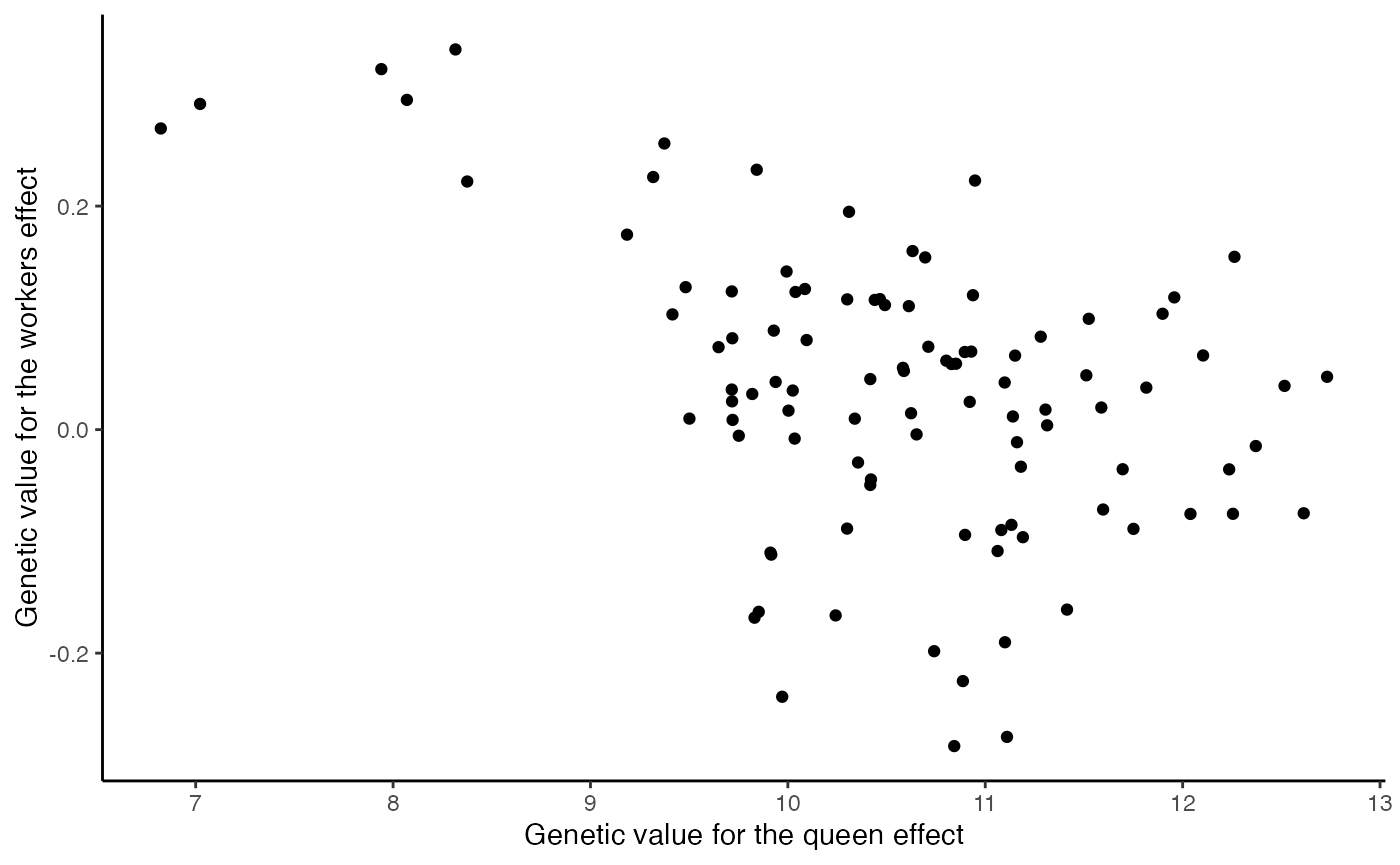 Genetic value for the workers effect
0.2
0.0
-0.2
7 8 9 10 11 12 13
Genetic value for the queen effect